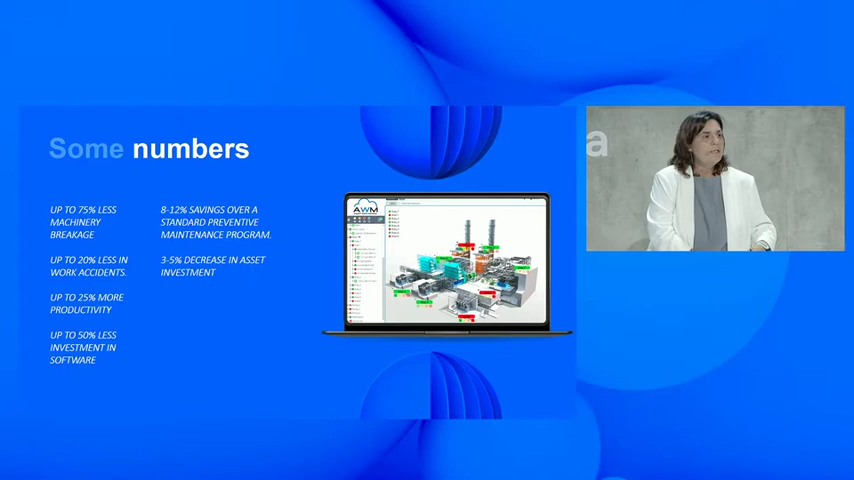 Some numbers
UP TO 75% LESS
MACHINERY
BREAKAGE
UP TO 20% LESS IN
WORK ACCIDENTS.
UP TO 25% MORE
PRODUCTIVITY
UP TO 50% LESS
INVESTMENT IN
SOFTWARE
8-12% SAVINGS OVER A
STANDARD PREVENTIVE
MAINTENANCE PROGRAM.
3-5% DECREASE IN ASSET
INVESTMENT
AWM
a